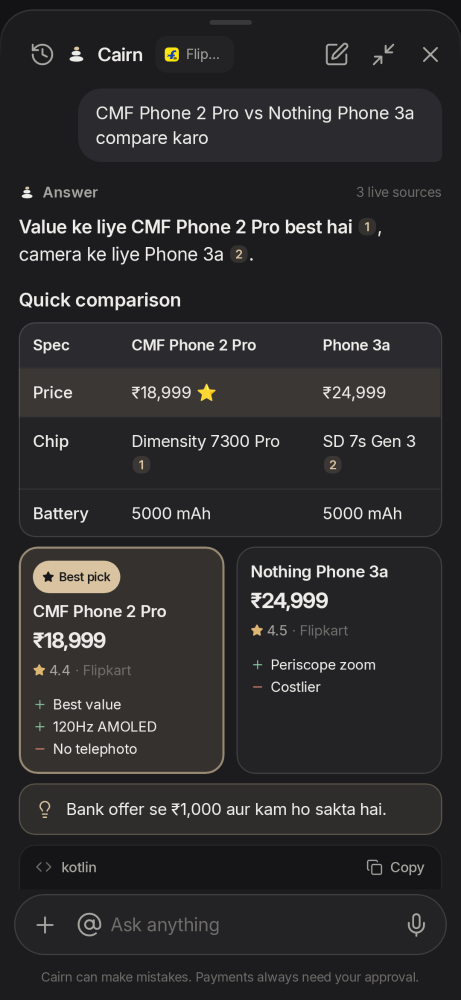 Cairn
Flip...
CMF Phone 2 Pro vs Nothing Phone 3a
compare karo
Answer
3 live sources
Value ke liye CMF Phone 2 Pro best hai 1,
camera ke liye Phone 3a 2.
Quick comparison
Spec CMF Phone 2 Pro Phone 3a
Price ₹18,999 ⭐ ₹24,999
Chip Dimensity 7300 Pro SD 7s Gen 3
1 2
Battery 5000 mAh 5000 mAh
★ Best pick
CMF Phone 2 Pro
₹18,999
★ 4.4 · Flipkart
+ Best value
+ 120Hz AMOLED
− No telephoto
Nothing Phone 3a
₹24,999
★ 4.5 · Flipkart
+ Periscope zoom
− Costlier
Bank offer se ₹1,000 aur kam ho sakta hai.
<> kotlin
Copy
+ @ Ask anything
Cairn can make mistakes. Payments always need your approval.